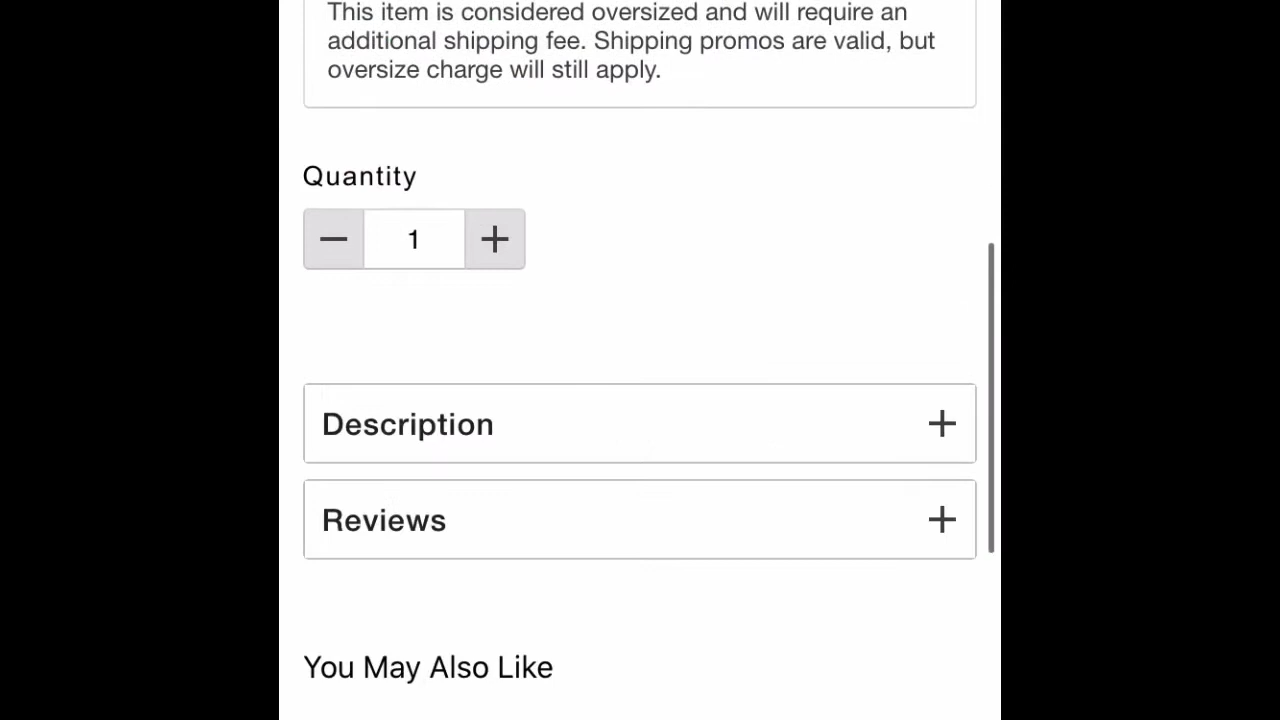 This item is considered oversized and will require an
additional shipping fee. Shipping promos are valid, but
oversize charge will still apply.
Quantity
1
Description
Reviews
You May Also Like